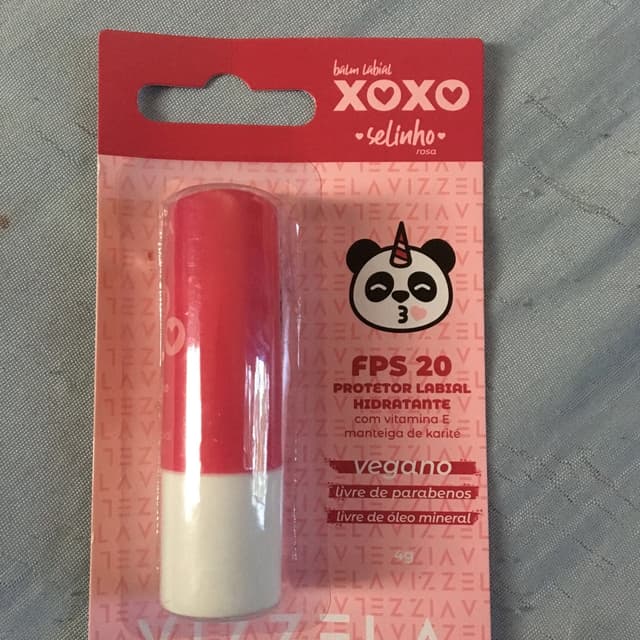 balm labial
XOXO
selinho
rosa
FPS 20
PROTETOR LABIAL
HIDRATANTE
com vitamina E
manteiga de karité
vegano
livre de parabenos
livre de óleo mineral
4g
VIZZELA